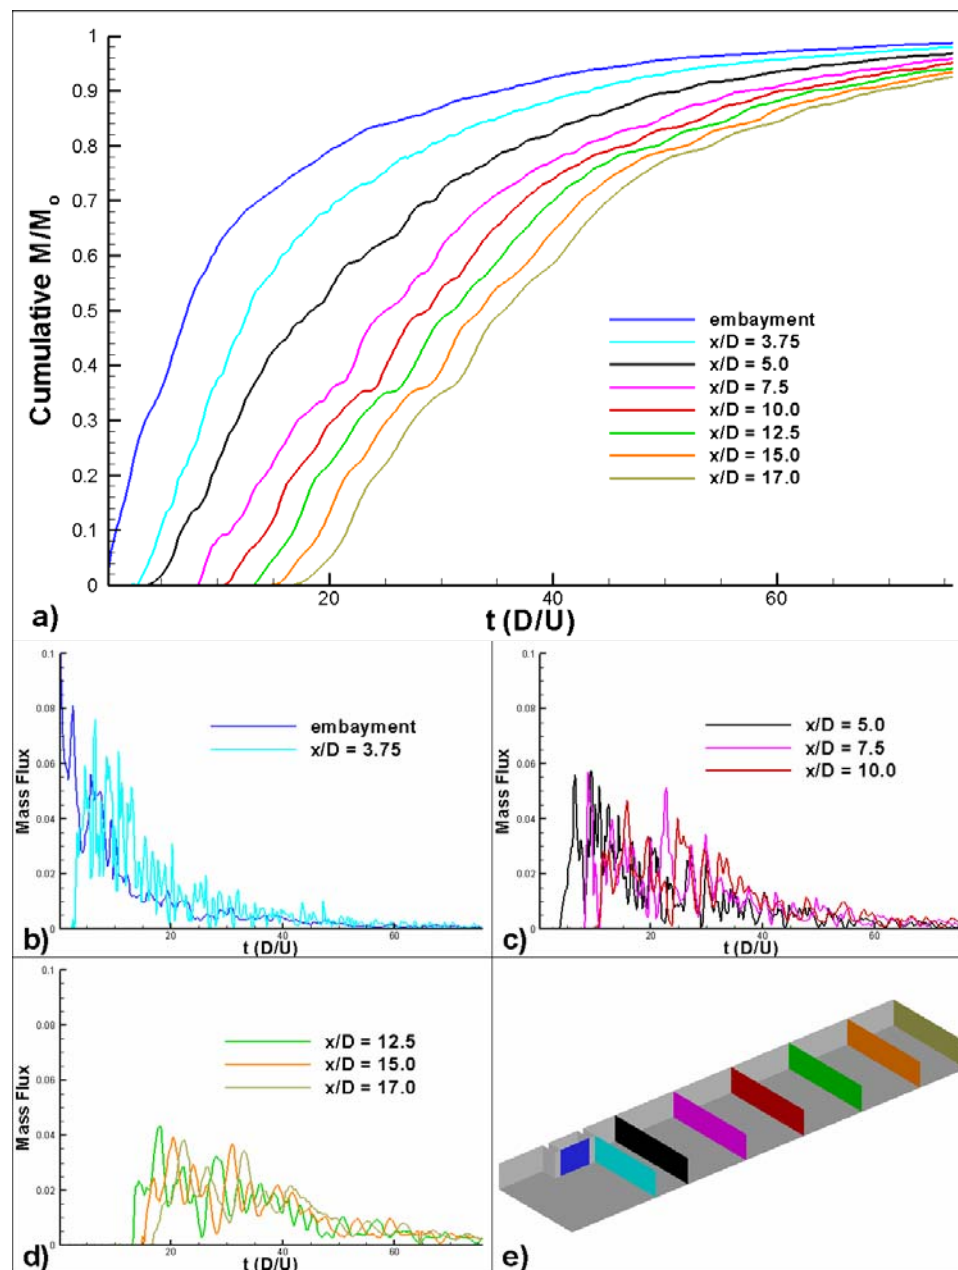 1
0.9
0.8
0.7
0.6
0.5
0.4
0.3
0.2
0.1
0
Cumulative M/Mo
embayment
x/D = 3.75
x/D = 5.0
x/D = 7.5
x/D = 10.0
x/D = 12.5
x/D = 15.0
x/D = 17.0
20 40 60
a)
t (D/U)
0.1
0.08
0.06
0.04
0.02
0
Mass Flux
embayment
x/D = 3.75
20 40 60
b)
t (D/U)
0.1
0.08
0.06
0.04
0.02
0
Mass Flux
x/D = 5.0
x/D = 7.5
x/D = 10.0
20 40 60
c)
t (D/U)
0.1
0.08
0.06
0.04
0.02
0
Mass Flux
x/D = 12.5
x/D = 15.0
x/D = 17.0
20 40 60
d)
t (D/U)
e)